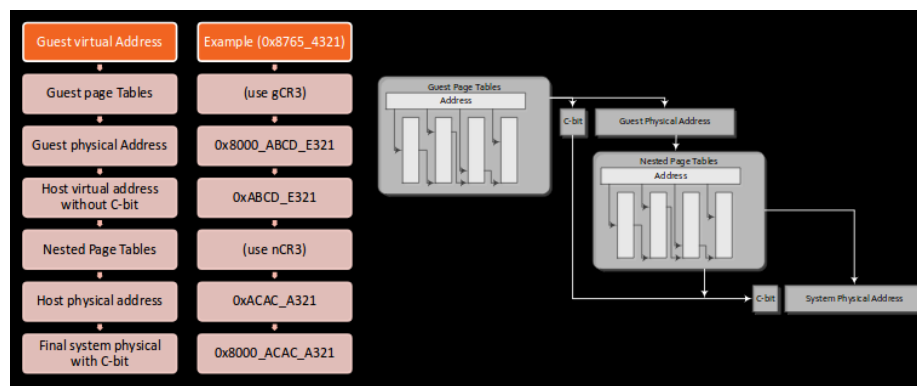 Guest virtual Address
Example (0x8765_4321)
Guest page Tables
(use gCR3)
Guest physical Address
0x8000_ABCD_E321
Host virtual address
without C-bit
0xABCD_E321
Nested Page Tables
(use nCR3)
Host physical address
0xACAC_A321
Final system physical
with C-bit
0x8000_ACAC_A321
Guest Page Tables
Address
C-bit
Guest Physical Address
Nested Page Tables
Address
C-bit
System Physical Address